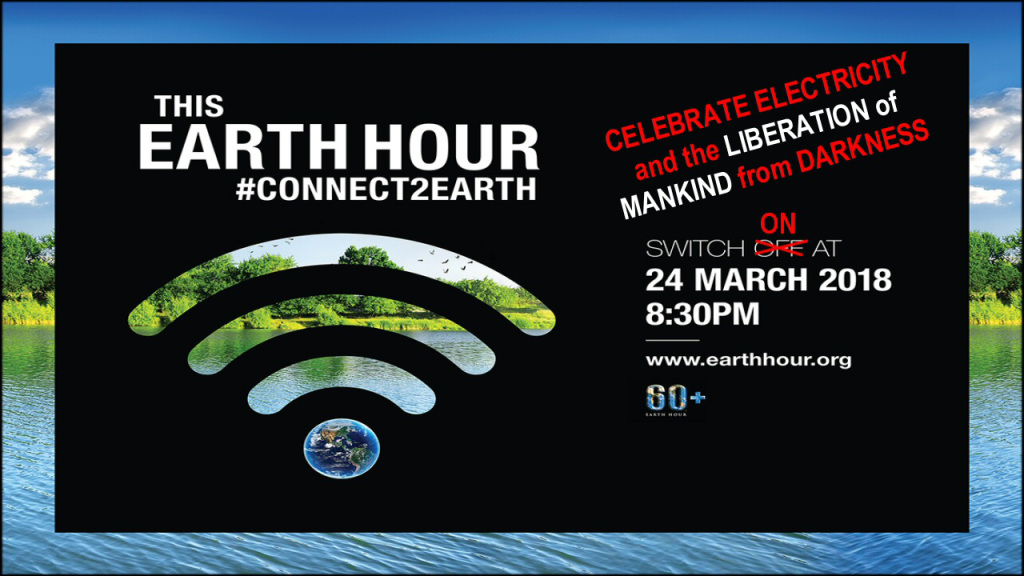 THIS
EARTH HOUR
#CONNECT2EARTH
CELEBRATE ELECTRICITY
and the LIBERATION of
MANKIND from DARKNESS
ON
SWITCH OFF AT
24 MARCH 2018
8:30PM
www.earthhour.org
60+
EARTH HOUR